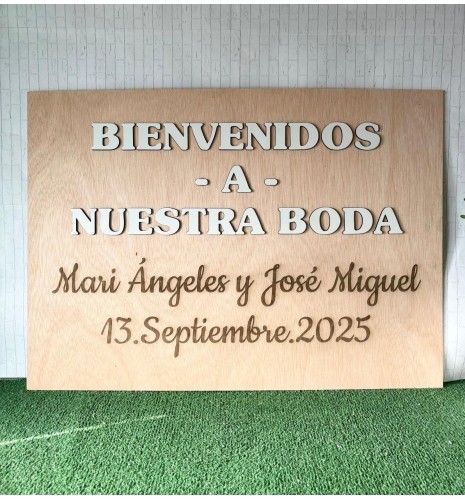 BIENVENIDOS
- A -
NUESTRA BODA
Mari Ángeles y José Miguel
13.Septiembre.2025